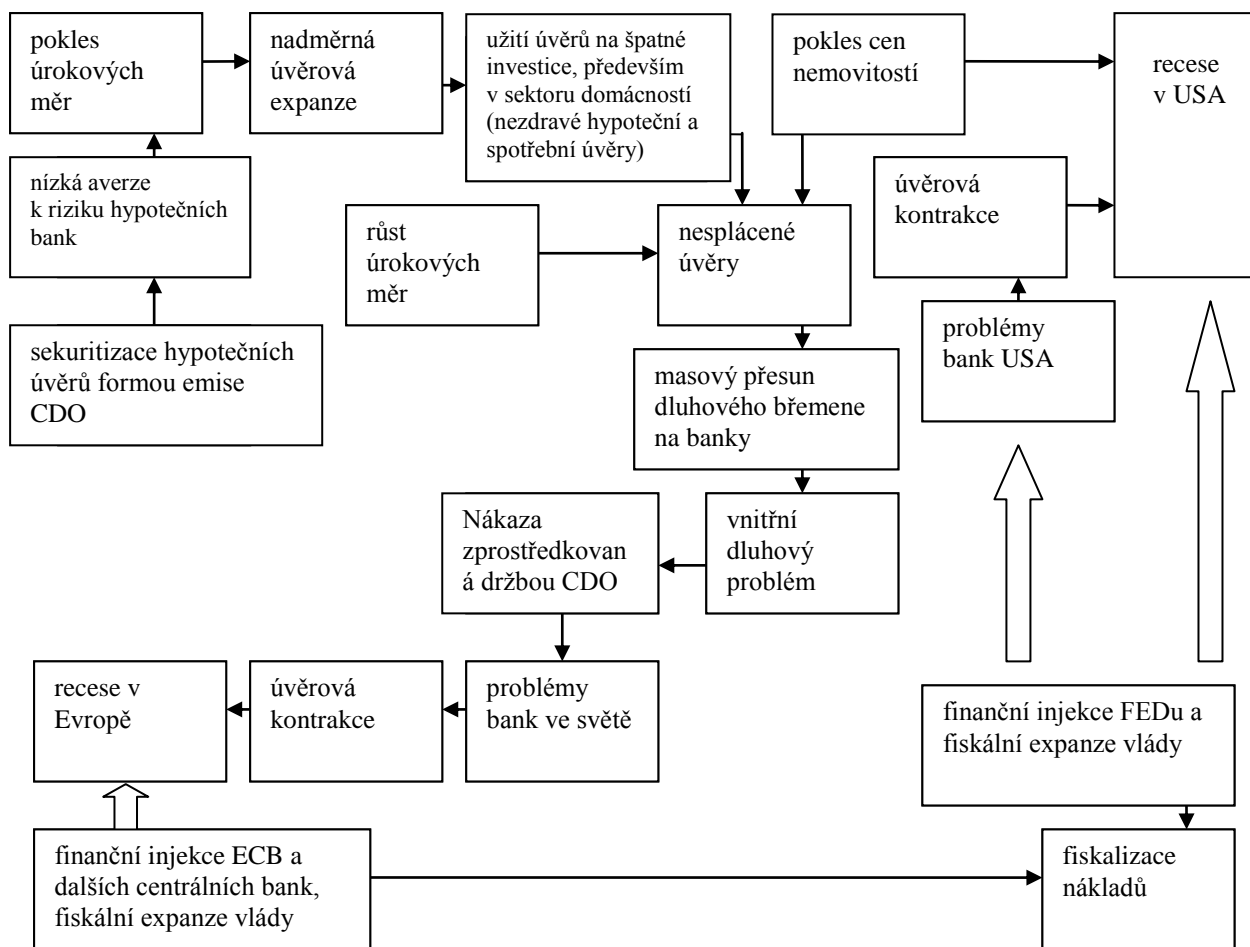 pokles
úrokových
měr
nadměrná
úvěrová
expanze
užití úvěrů na špatné
investice, především
v sektoru domácností
(nezdravé hypoteční a
spotřební úvěry)
pokles cen
nemovitostí
recese
v USA
nízká averze
k riziku hypotečních
bank
růst
úrokových
měr
nesplácené
úvěry
úvěrová
kontrakce
sekuritizace hypotečních
úvěrů formou emise
CDO
masový přesun
dluhového břemene
na banky
problémy
bank USA
Nákaza
zprostředkovan
á držbou CDO
vnitřní
dluhový
problém
recese v
Evropě
úvěrová
kontrakce
problémy
bank ve světě
finanční injekce FEDu a
fiskální expanze vlády
finanční injekce ECB a
dalších centrálních bank,
fiskální expanze vlády
fiskalizace
nákladů